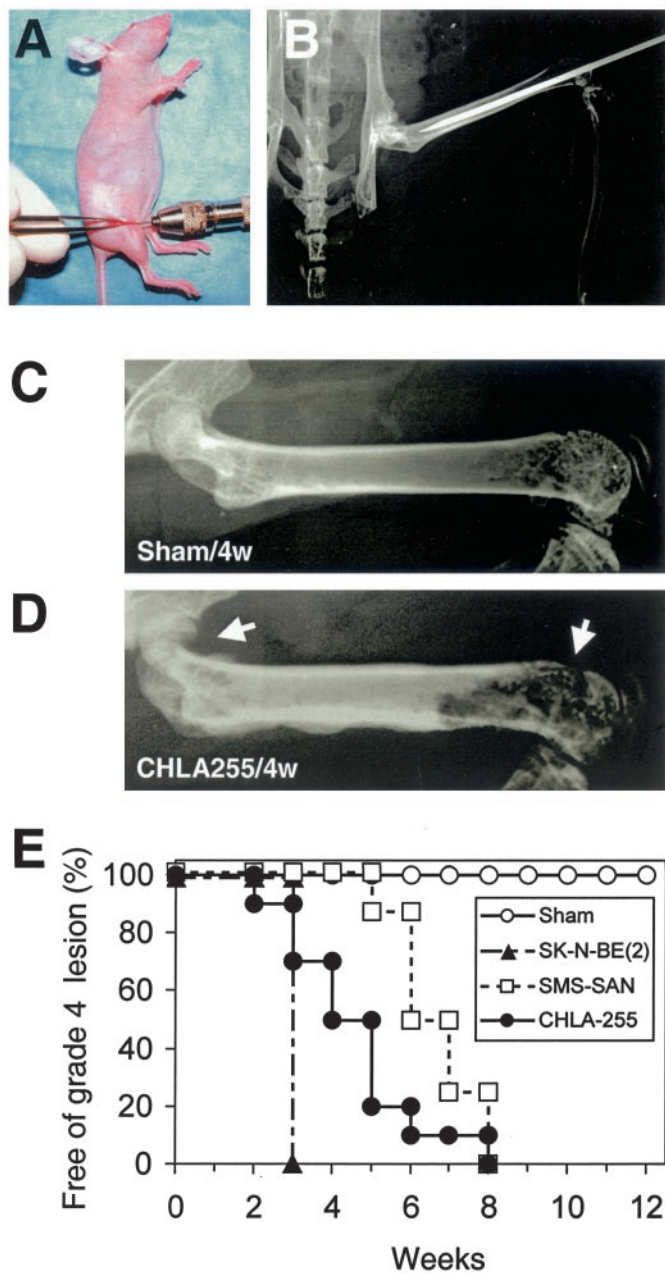 A
B
C
Sham/4w
D
CHLA255/4w
E
Free of grade 4 lesion (%)
100
80
60
40
20
0
Sham
SK-N-BE(2)
SMS-SAN
CHLA-255
0 2 4 6 8 10 12
Weeks